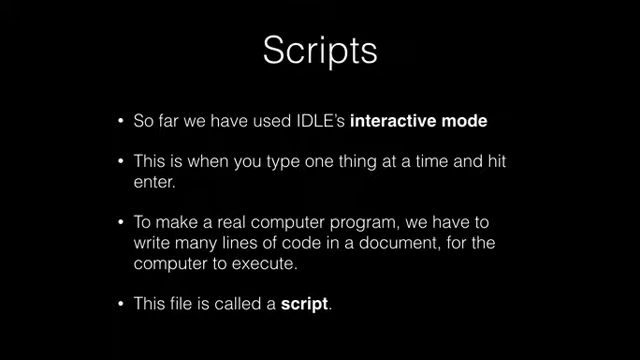 Scripts
• So far we have used IDLE's interactive mode
• This is when you type one thing at a time and hit
enter.
• To make a real computer program, we have to
write many lines of code in a document, for the
computer to execute.
• This file is called a script.